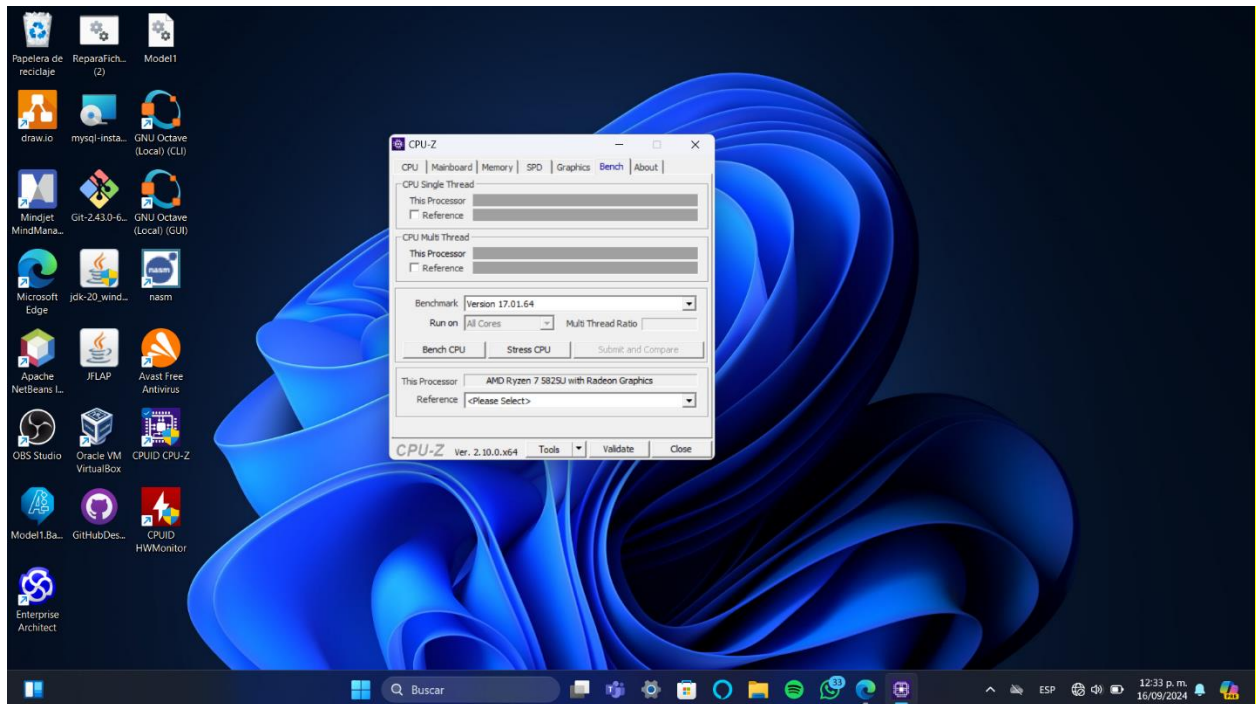 Papelera de reciclaje
ReparaFich... (2)
Model1
draw.io
mysql-insta...
GNU Octave (Local) (CLI)
Mindjet MindMana...
Git-2.43.0-6...
GNU Octave (Local) (GUI)
Microsoft Edge
jdk-20_wind...
nasm
nasm
Apache NetBeans I...
JFLAP
Avast Free Antivirus
OBS Studio
Oracle VM VirtualBox
CPUID CPU-Z
Model1.Ba...
GitHubDes...
CPUID HWMonitor
Enterprise Architect
CPU-Z
CPU Mainboard Memory SPD Graphics Bench About
CPU Single Thread
This Processor
Reference
CPU Multi Thread
This Processor
Reference
Benchmark Version 17.01.64
Run on All Cores Multi Thread Ratio
Bench CPU Stress CPU Submit and Compare
This Processor AMD Ryzen 7 5825U with Radeon Graphics
Reference <Please Select>
CPU-Z Ver. 2.10.0.x64 Tools Validate Close
Buscar
33
ESP
12:33 p. m.
16/09/2024